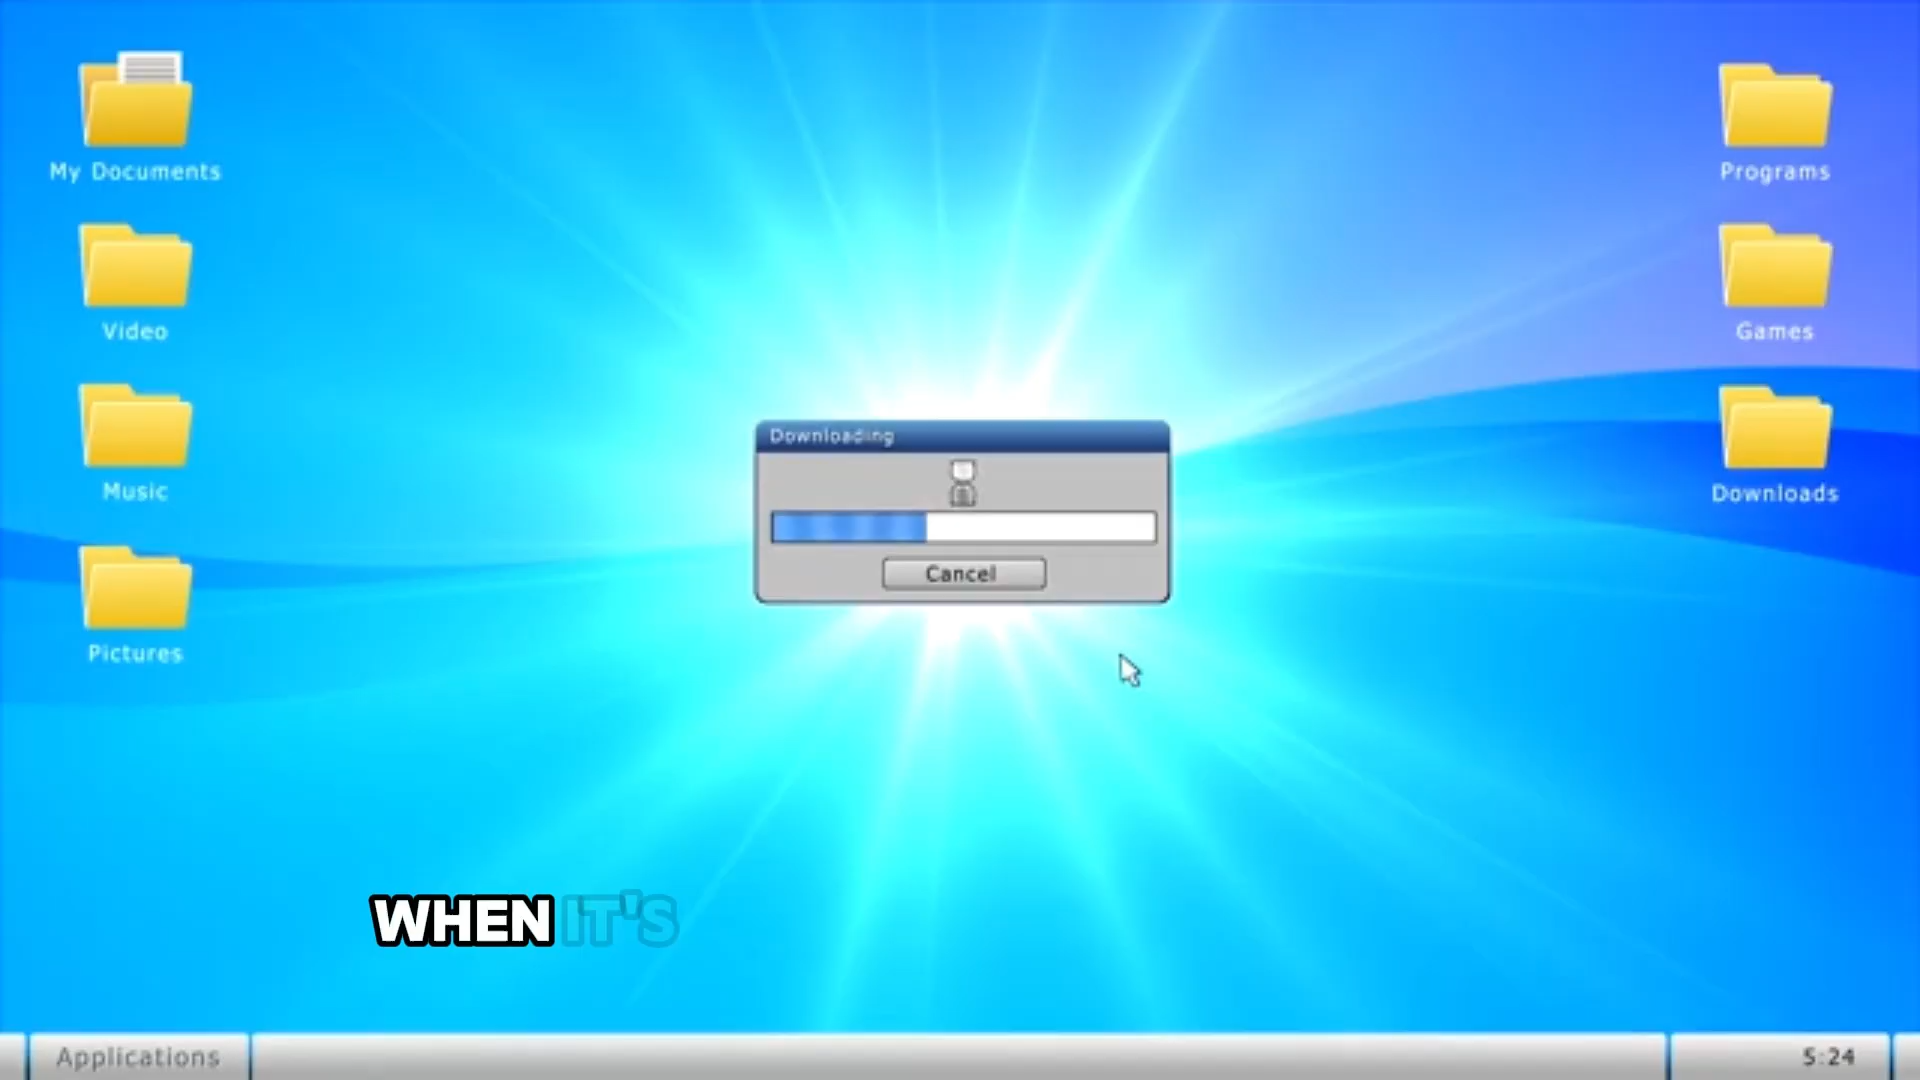 My Documents
Programs
Video
Games
Downloading
Music
Downloads
Cancel
Pictures
WHEN IT'S
Applications
5:24